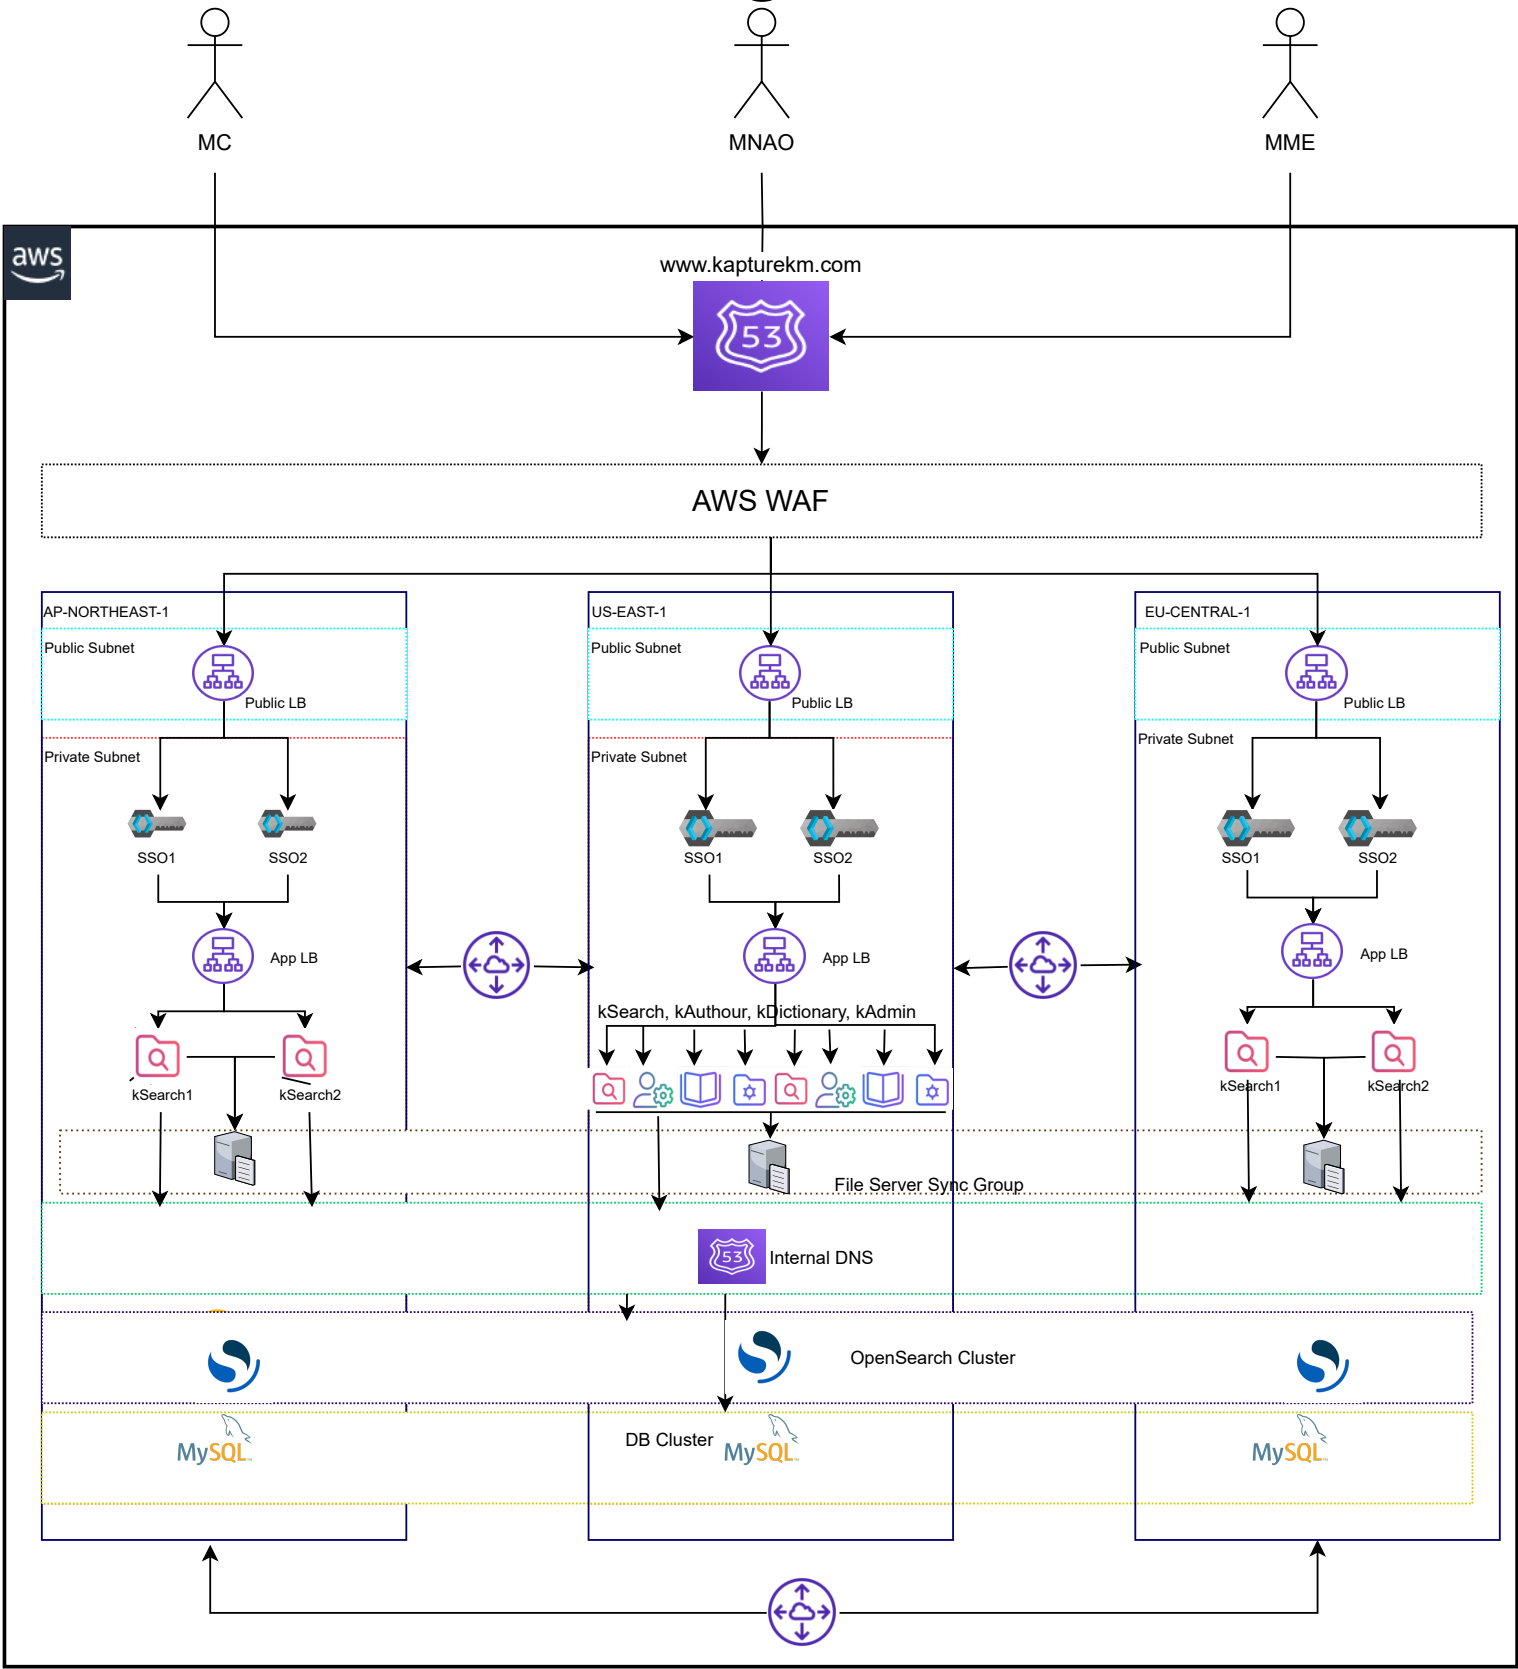 MC
MNAO
MME
aws
www.kapturekm.com
53
AWS WAF
AP-NORTHEAST-1
US-EAST-1
EU-CENTRAL-1
Public Subnet
Public Subnet
Public Subnet
Public LB
Public LB
Public LB
Private Subnet
Private Subnet
Private Subnet
SSO1
SSO2
SSO1
SSO2
SSO1
SSO2
App LB
App LB
App LB
kSearch, kAuthour, kDictionary, kAdmin
kSearch1
kSearch2
kSearch1
kSearch2
File Server Sync Group
53
Internal DNS
OpenSearch Cluster
MySQL
DB Cluster
MySQL
MySQL